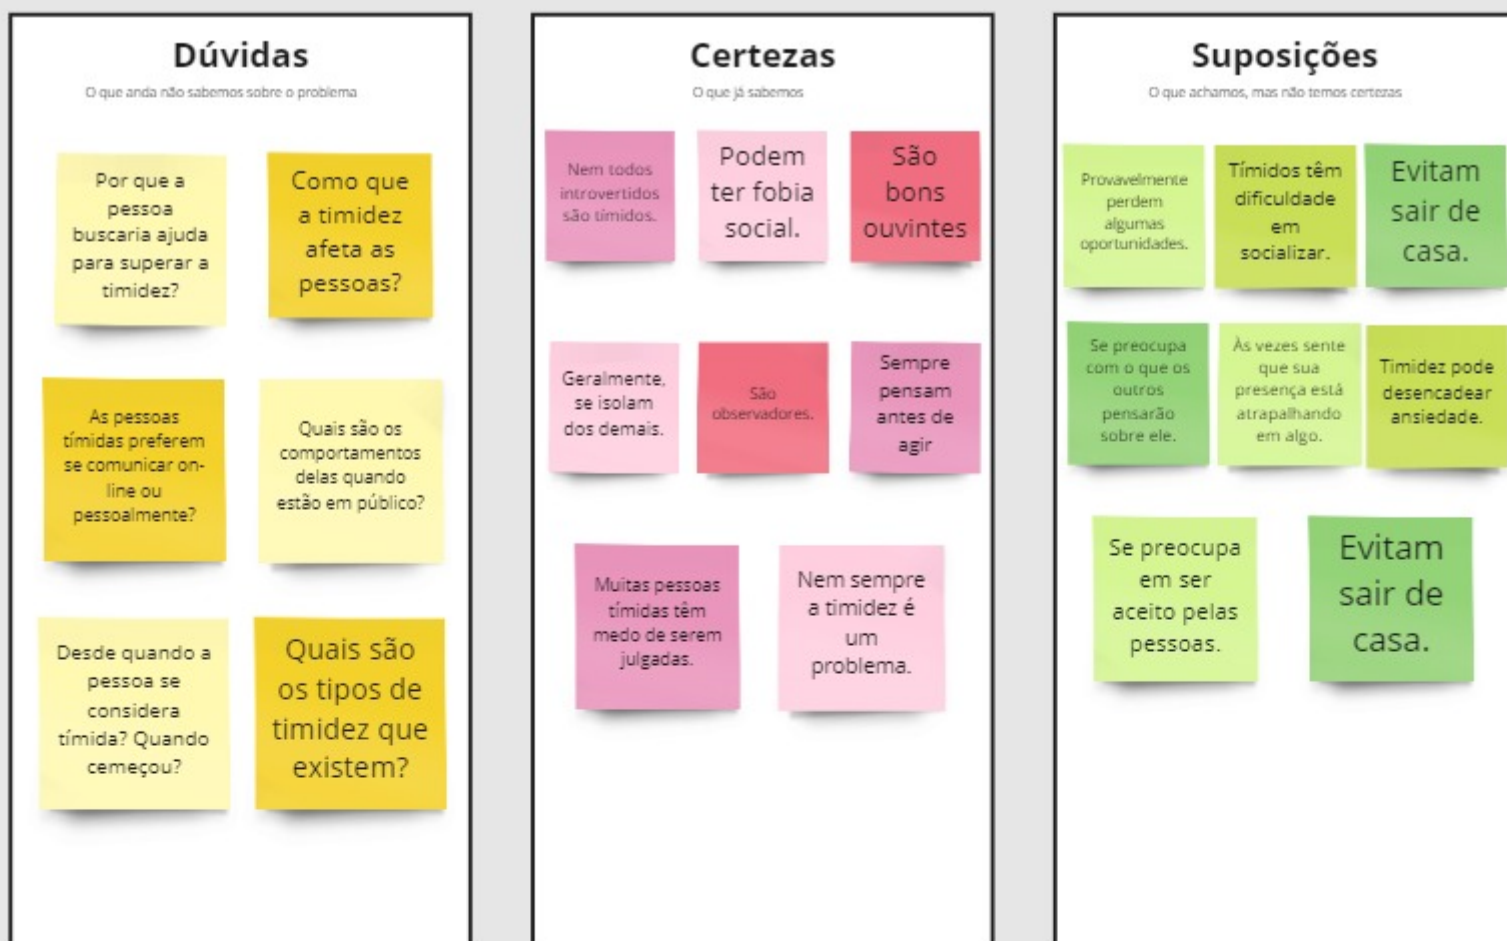 Dúvidas
O que anda não sabemos sobre o problema
Por que a
pessoa
buscaria ajuda
para superar a
timidez?
Como que
a timidez
afeta as
pessoas?
As pessoas
tímidas preferem
se comunicar on-
line ou
pessoalmente?
Quais são os
comportamentos
delas quando
estão em público?
Desde quando a
pessoa se
considera
tímida? Quando
cemeçou?
Quais são
os tipos de
timidez que
existem?
Certezas
O que já sabemos
Nem todos
introvertidos
são tímidos.
Podem
ter fobia
social.
São
bons
ouvintes
Geralmente,
se isolam
dos demais.
São
observadores.
Sempre
pensam
antes de
agir
Muitas pessoas
tímidas têm
medo de serem
julgadas.
Nem sempre
a timidez é
um
problema.
Suposições
O que achamos, mas não temos certezas
Provavelmente
perdem
algumas
oportunidades.
Tímidos têm
dificuldade
em
socializar.
Evitam
sair de
casa.
Se preocupa
com o que os
outros
pensarão
sobre ele.
Às vezes sente
que sua
presença está
atrapalhando
em algo.
Timidez pode
desencadear
ansiedade.
Se preocupa
em ser
aceito pelas
pessoas.
Evitam
sair de
casa.